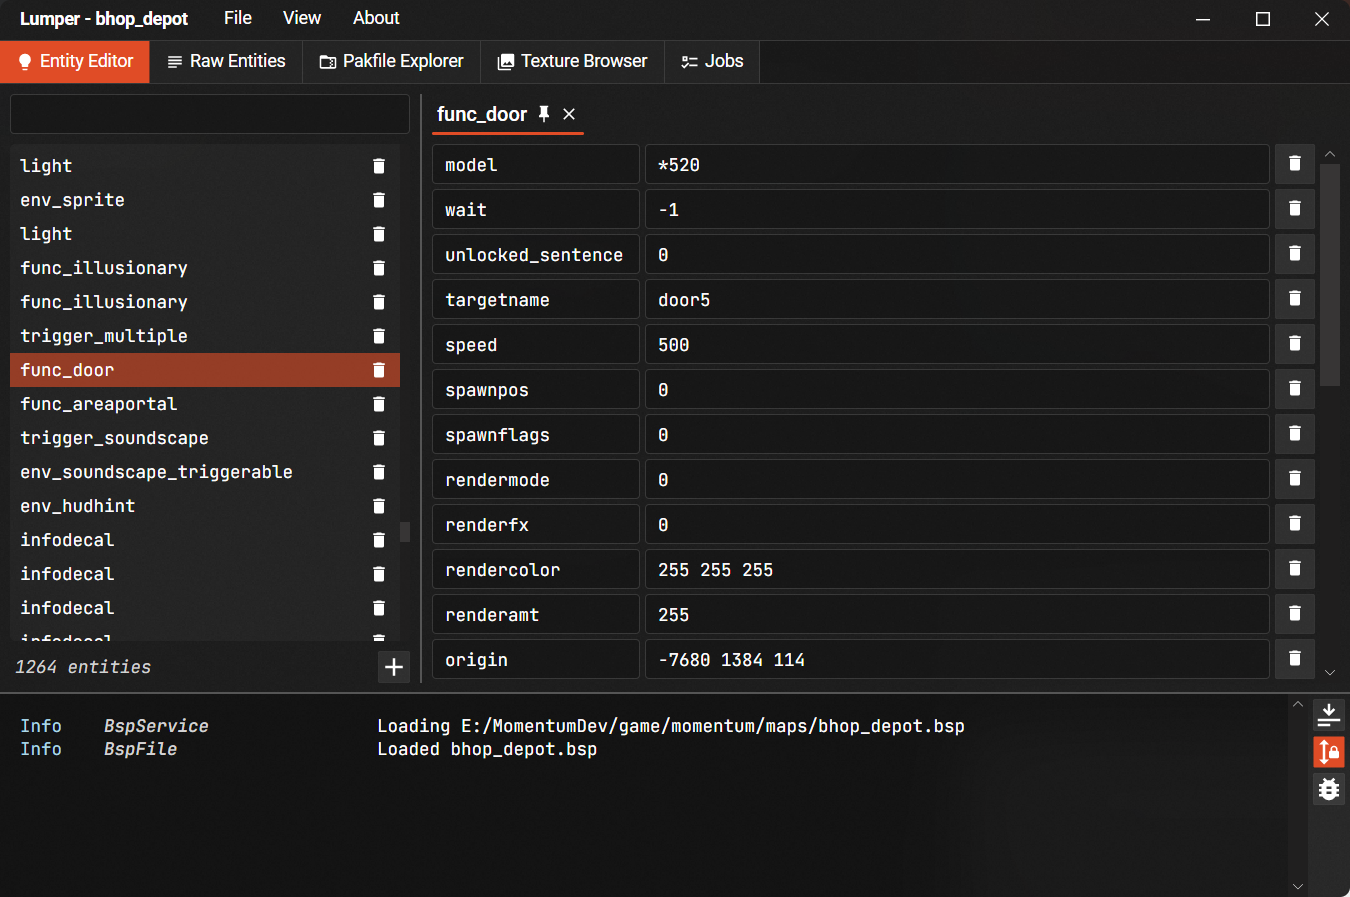 Lumper - bhop_depot File View About
Entity Editor Raw Entities Pakfile Explorer Texture Browser Jobs
light
env_sprite
light
func_illusionary
func_illusionary
trigger_multiple
func_door
func_areaportal
trigger_soundscape
env_soundscape_triggerable
env_hudhint
infodecal
infodecal
infodecal
infodecal
1264 entities
func_door
model *520
wait -1
unlocked_sentence 0
targetname door5
speed 500
spawnpos 0
spawnflags 0
rendermode 0
renderfx 0
rendercolor 255 255 255
renderamt 255
origin -7680 1384 114
Info BspService Loading E:/MomentumDev/game/momentum/maps/bhop_depot.bsp
Info BspFile Loaded bhop_depot.bsp